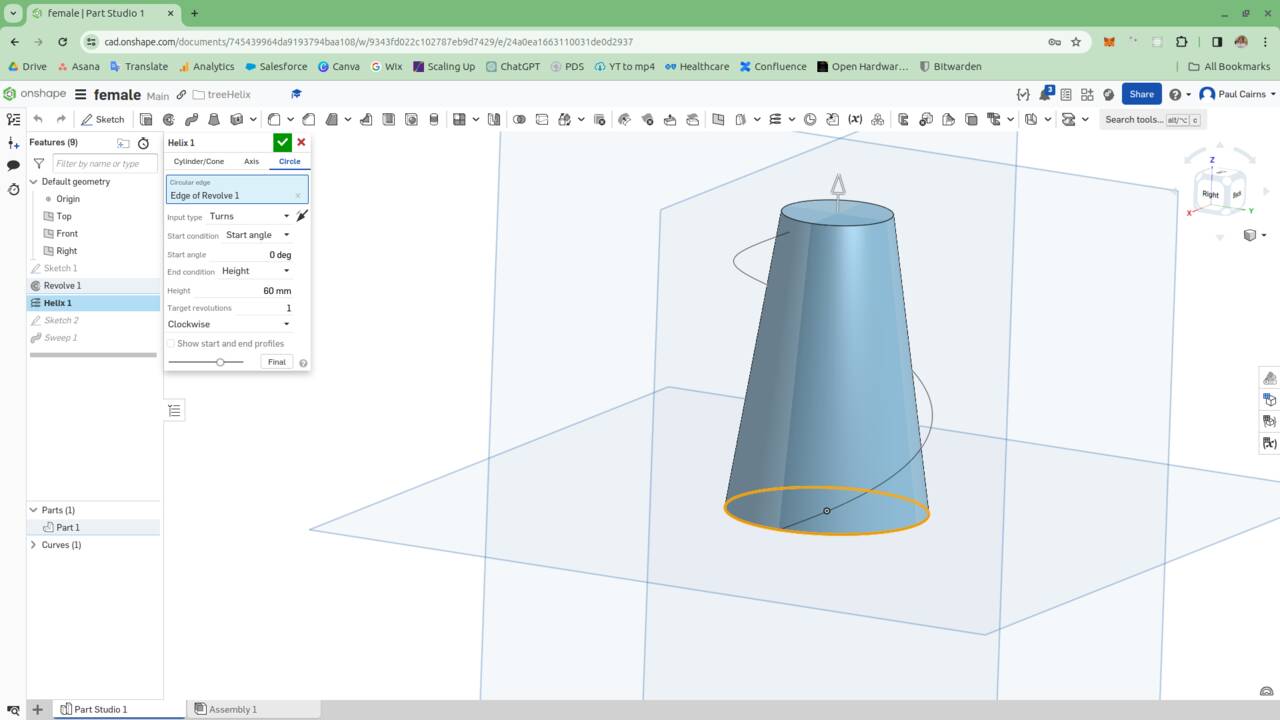 female | Part Studio 1
cad.onshape.com/documents/745439964da9193794baa108/w/9343fd022c102787eb9d7429/e/24a0ea1663110031de0d2937
Drive Asana Translate Analytics Salesforce Canva Wix Scaling Up ChatGPT PDS YT to mp4 Healthcare Confluence Open Hardwar... Bitwarden All Bookmarks
onshape female Main treeHelix 3 Share Paul Cairns
Sketch Search tools... alt/⌥ c
Features (9)
Filter by name or type
Default geometry
Origin
Top
Front
Right
Sketch 1
Revolve 1
Helix 1
Sketch 2
Sweep 1
Helix 1
Cylinder/Cone Axis Circle
Circular edge
Edge of Revolve 1
Input type Turns
Start condition Start angle
Start angle 0 deg
End condition Height
Height 60 mm
Target revolutions 1
Clockwise
Show start and end profiles
Final
Z
Right
X
Y
Parts (1)
Part 1
Curves (1)
Part Studio 1 Assembly 1